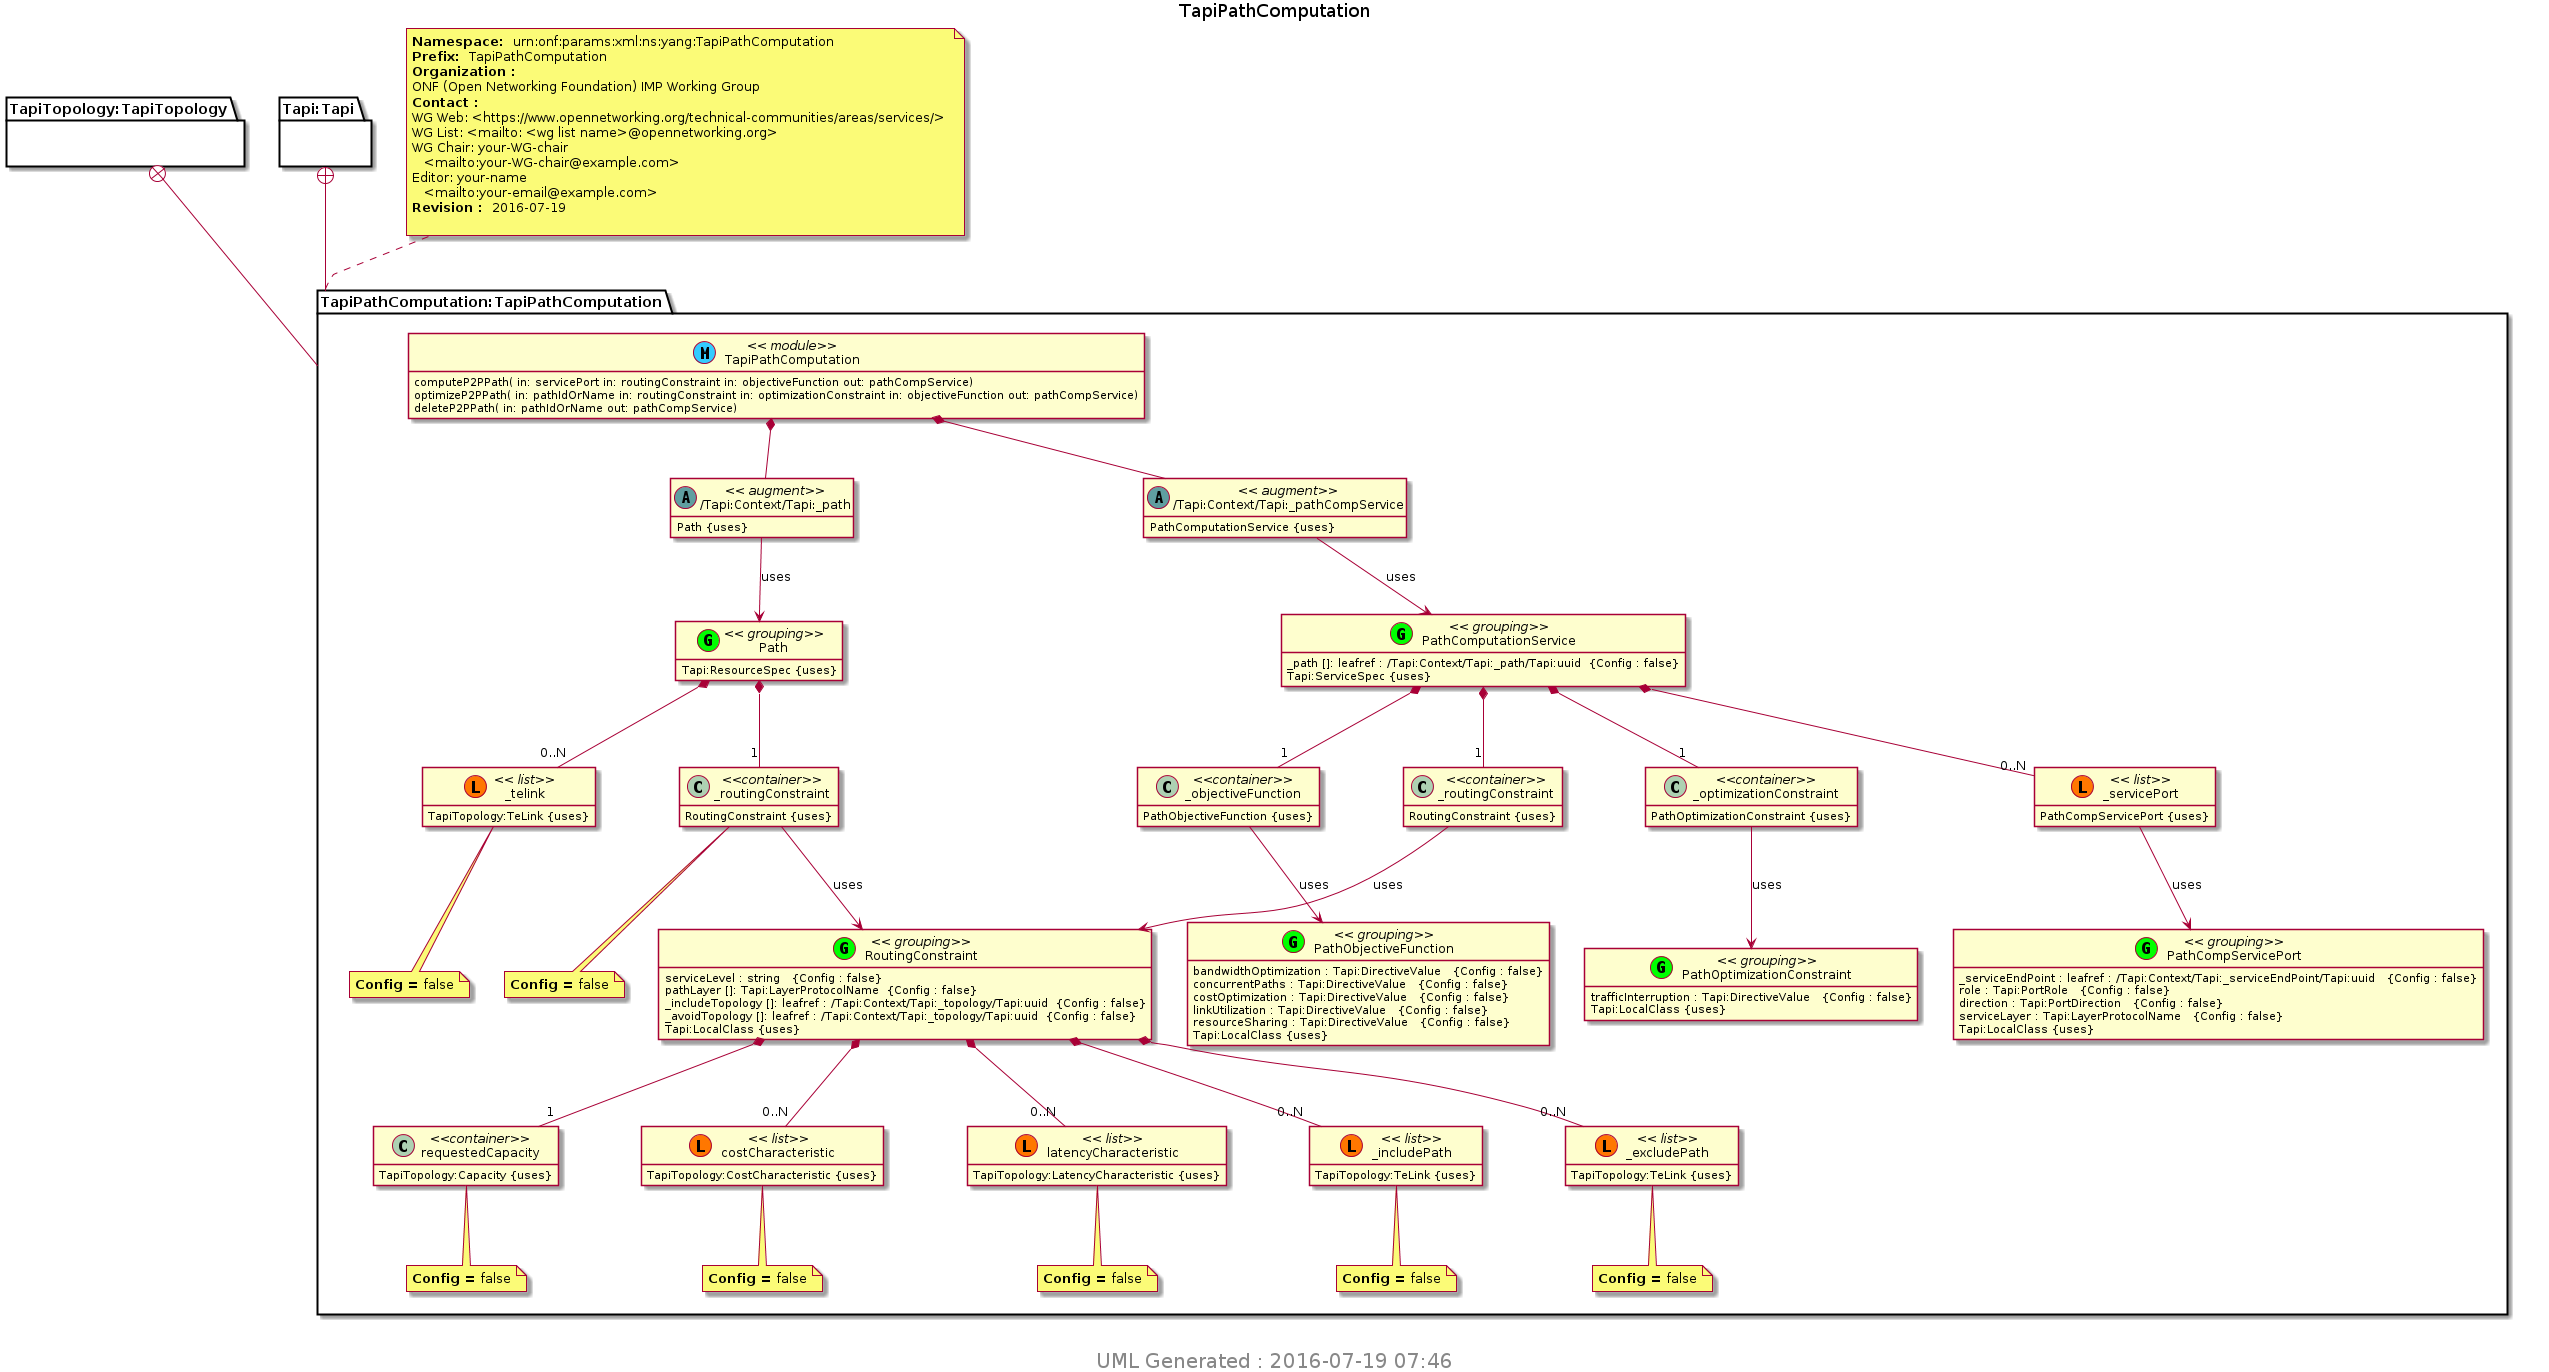 TapiPathComputation
Namespace:  urn:onf:params:xml:ns:yang:TapiPathComputation
Prefix:  TapiPathComputation
Organization :
ONF (Open Networking Foundation) IMP Working Group
Contact :
WG Web: <https://www.opennetworking.org/technical-communities/areas/services/>
WG List: <mailto: <wg list name>@opennetworking.org>
WG Chair: your-WG-chair
<mailto:your-WG-chair@example.com>
Editor: your-name
<mailto:your-email@example.com>
Revision :  2016-07-19
TapiTopology:TapiTopology
Tapi:Tapi
TapiPathComputation:TapiPathComputation
M
<< module>>
TapiPathComputation
computeP2PPath( in: servicePort in: routingConstraint in: objectiveFunction out: pathCompService)
optimizeP2PPath( in: pathIdOrName in: routingConstraint in: optimizationConstraint in: objectiveFunction out: pathCompService)
deleteP2PPath( in: pathIdOrName out: pathCompService)
A
<< augment>>
/Tapi:Context/Tapi:_path
Path {uses}
A
<< augment>>
/Tapi:Context/Tapi:_pathCompService
PathComputationService {uses}
uses
uses
G
<< grouping>>
Path
Tapi:ResourceSpec {uses}
G
<< grouping>>
PathComputationService
_path []: leafref : /Tapi:Context/Tapi:_path/Tapi:uuid  {Config : false}
Tapi:ServiceSpec {uses}
0..N
1
1
1
1
0..N
L
<< list>>
_telink
TapiTopology:TeLink {uses}
C
<<container>>
_routingConstraint
RoutingConstraint {uses}
C
<<container>>
_objectiveFunction
PathObjectiveFunction {uses}
C
<<container>>
_routingConstraint
RoutingConstraint {uses}
C
<<container>>
_optimizationConstraint
PathOptimizationConstraint {uses}
L
<< list>>
_servicePort
PathCompServicePort {uses}
uses
uses
uses
uses
uses
Config = false
Config = false
G
<< grouping>>
RoutingConstraint
serviceLevel : string   {Config : false}
pathLayer []: Tapi:LayerProtocolName  {Config : false}
_includeTopology []: leafref : /Tapi:Context/Tapi:_topology/Tapi:uuid  {Config : false}
_avoidTopology []: leafref : /Tapi:Context/Tapi:_topology/Tapi:uuid  {Config : false}
Tapi:LocalClass {uses}
G
<< grouping>>
PathObjectiveFunction
bandwidthOptimization : Tapi:DirectiveValue   {Config : false}
concurrentPaths : Tapi:DirectiveValue   {Config : false}
costOptimization : Tapi:DirectiveValue   {Config : false}
linkUtilization : Tapi:DirectiveValue   {Config : false}
resourceSharing : Tapi:DirectiveValue   {Config : false}
Tapi:LocalClass {uses}
G
<< grouping>>
PathOptimizationConstraint
trafficInterruption : Tapi:DirectiveValue   {Config : false}
Tapi:LocalClass {uses}
G
<< grouping>>
PathCompServicePort
_serviceEndPoint : leafref : /Tapi:Context/Tapi:_serviceEndPoint/Tapi:uuid   {Config : false}
role : Tapi:PortRole   {Config : false}
direction : Tapi:PortDirection   {Config : false}
serviceLayer : Tapi:LayerProtocolName   {Config : false}
Tapi:LocalClass {uses}
1
0..N
0..N
0..N
0..N
C
<<container>>
requestedCapacity
TapiTopology:Capacity {uses}
L
<< list>>
costCharacteristic
TapiTopology:CostCharacteristic {uses}
L
<< list>>
latencyCharacteristic
TapiTopology:LatencyCharacteristic {uses}
L
<< list>>
_includePath
TapiTopology:TeLink {uses}
L
<< list>>
_excludePath
TapiTopology:TeLink {uses}
Config = false
Config = false
Config = false
Config = false
Config = false
UML Generated : 2016-07-19 07:46